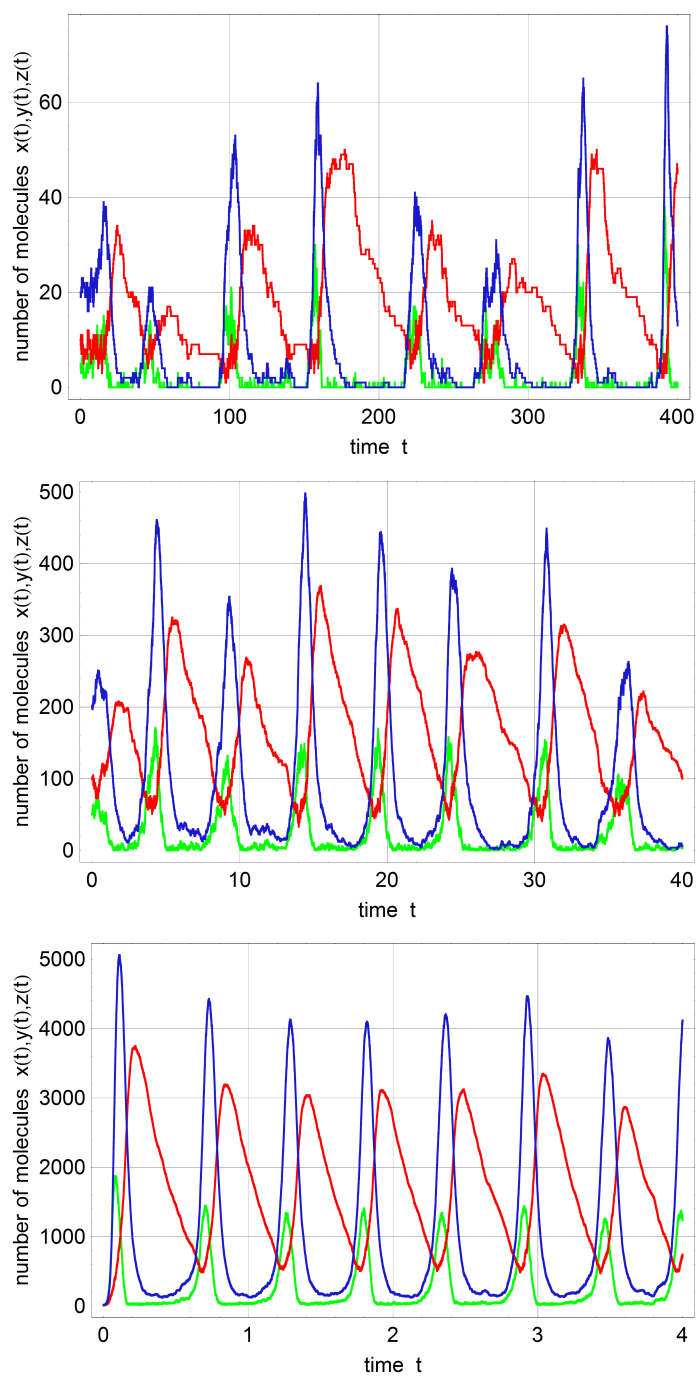 number of molecules x(t),y(t),z(t)
60
40
20
0
0 100 200 300 400
time t
number of molecules x(t),y(t),z(t)
500
400
300
200
100
0
0 10 20 30 40
time t
number of molecules x(t),y(t),z(t)
5000
4000
3000
2000
1000
0
0 1 2 3 4
time t